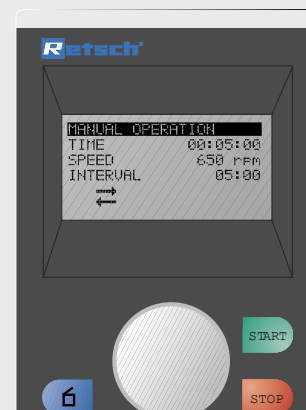 Retsch
MANUAL OPERATION
TIME 00:05:00
SPEED 650 rpm
INTERVAL 05:00
START
STOP